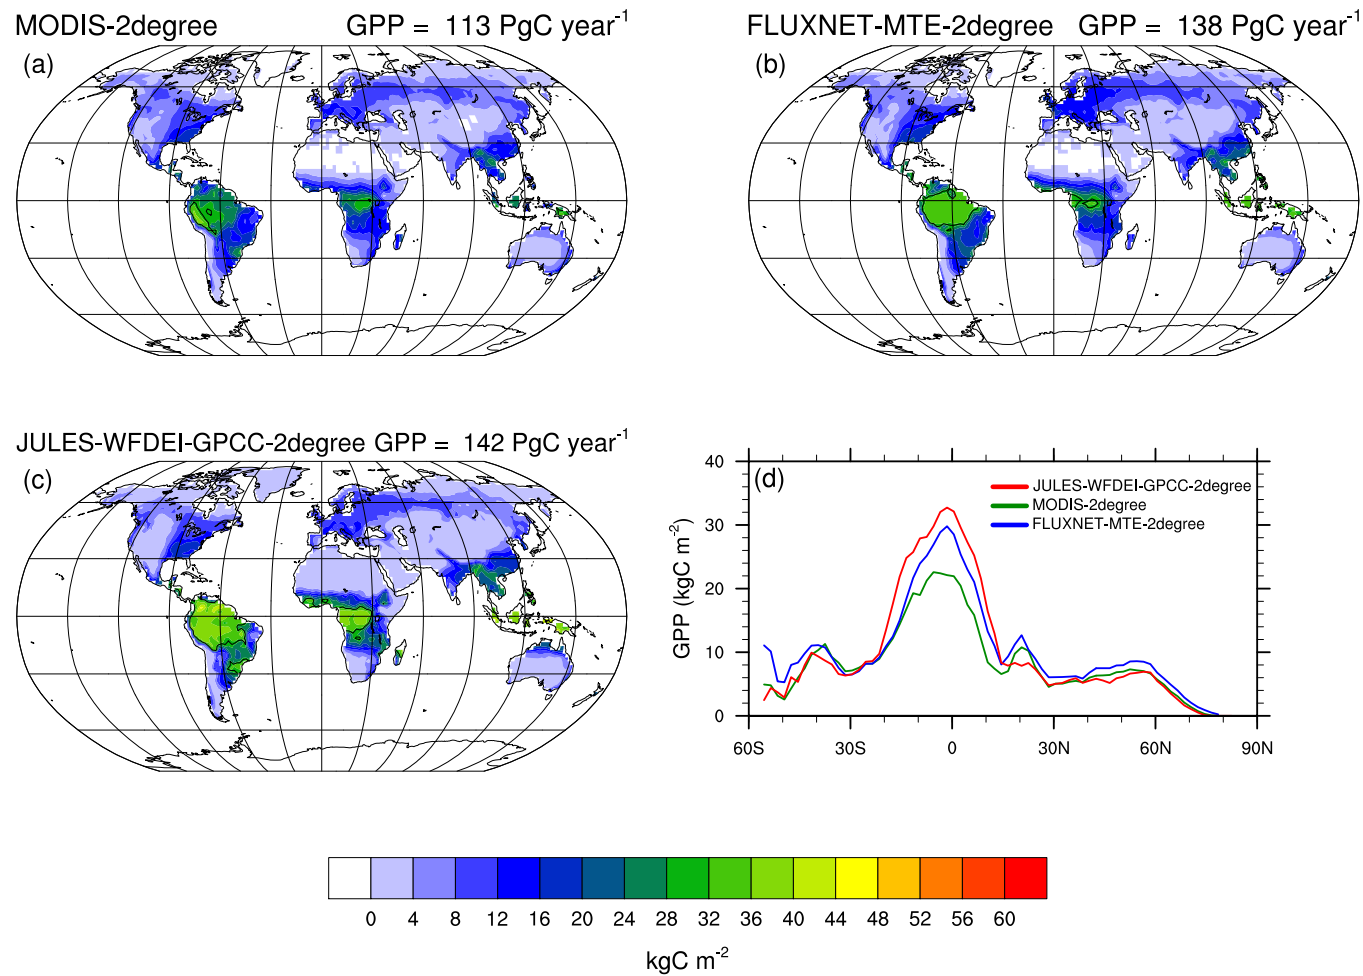 MODIS-2degree GPP = 113 PgC year-1
(a)
FLUXNET-MTE-2degree GPP = 138 PgC year-1
(b)
JULES-WFDEI-GPCC-2degree GPP = 142 PgC year-1
(c)
(d)
JULES-WFDEI-GPCC-2degree
MODIS-2degree
FLUXNET-MTE-2degree
GPP (kgC m-2)
40
30
20
10
0
60S 30S 0 30N 60N 90N
0 4 8 12 16 20 24 28 32 36 40 44 48 52 56 60
kgC m-2